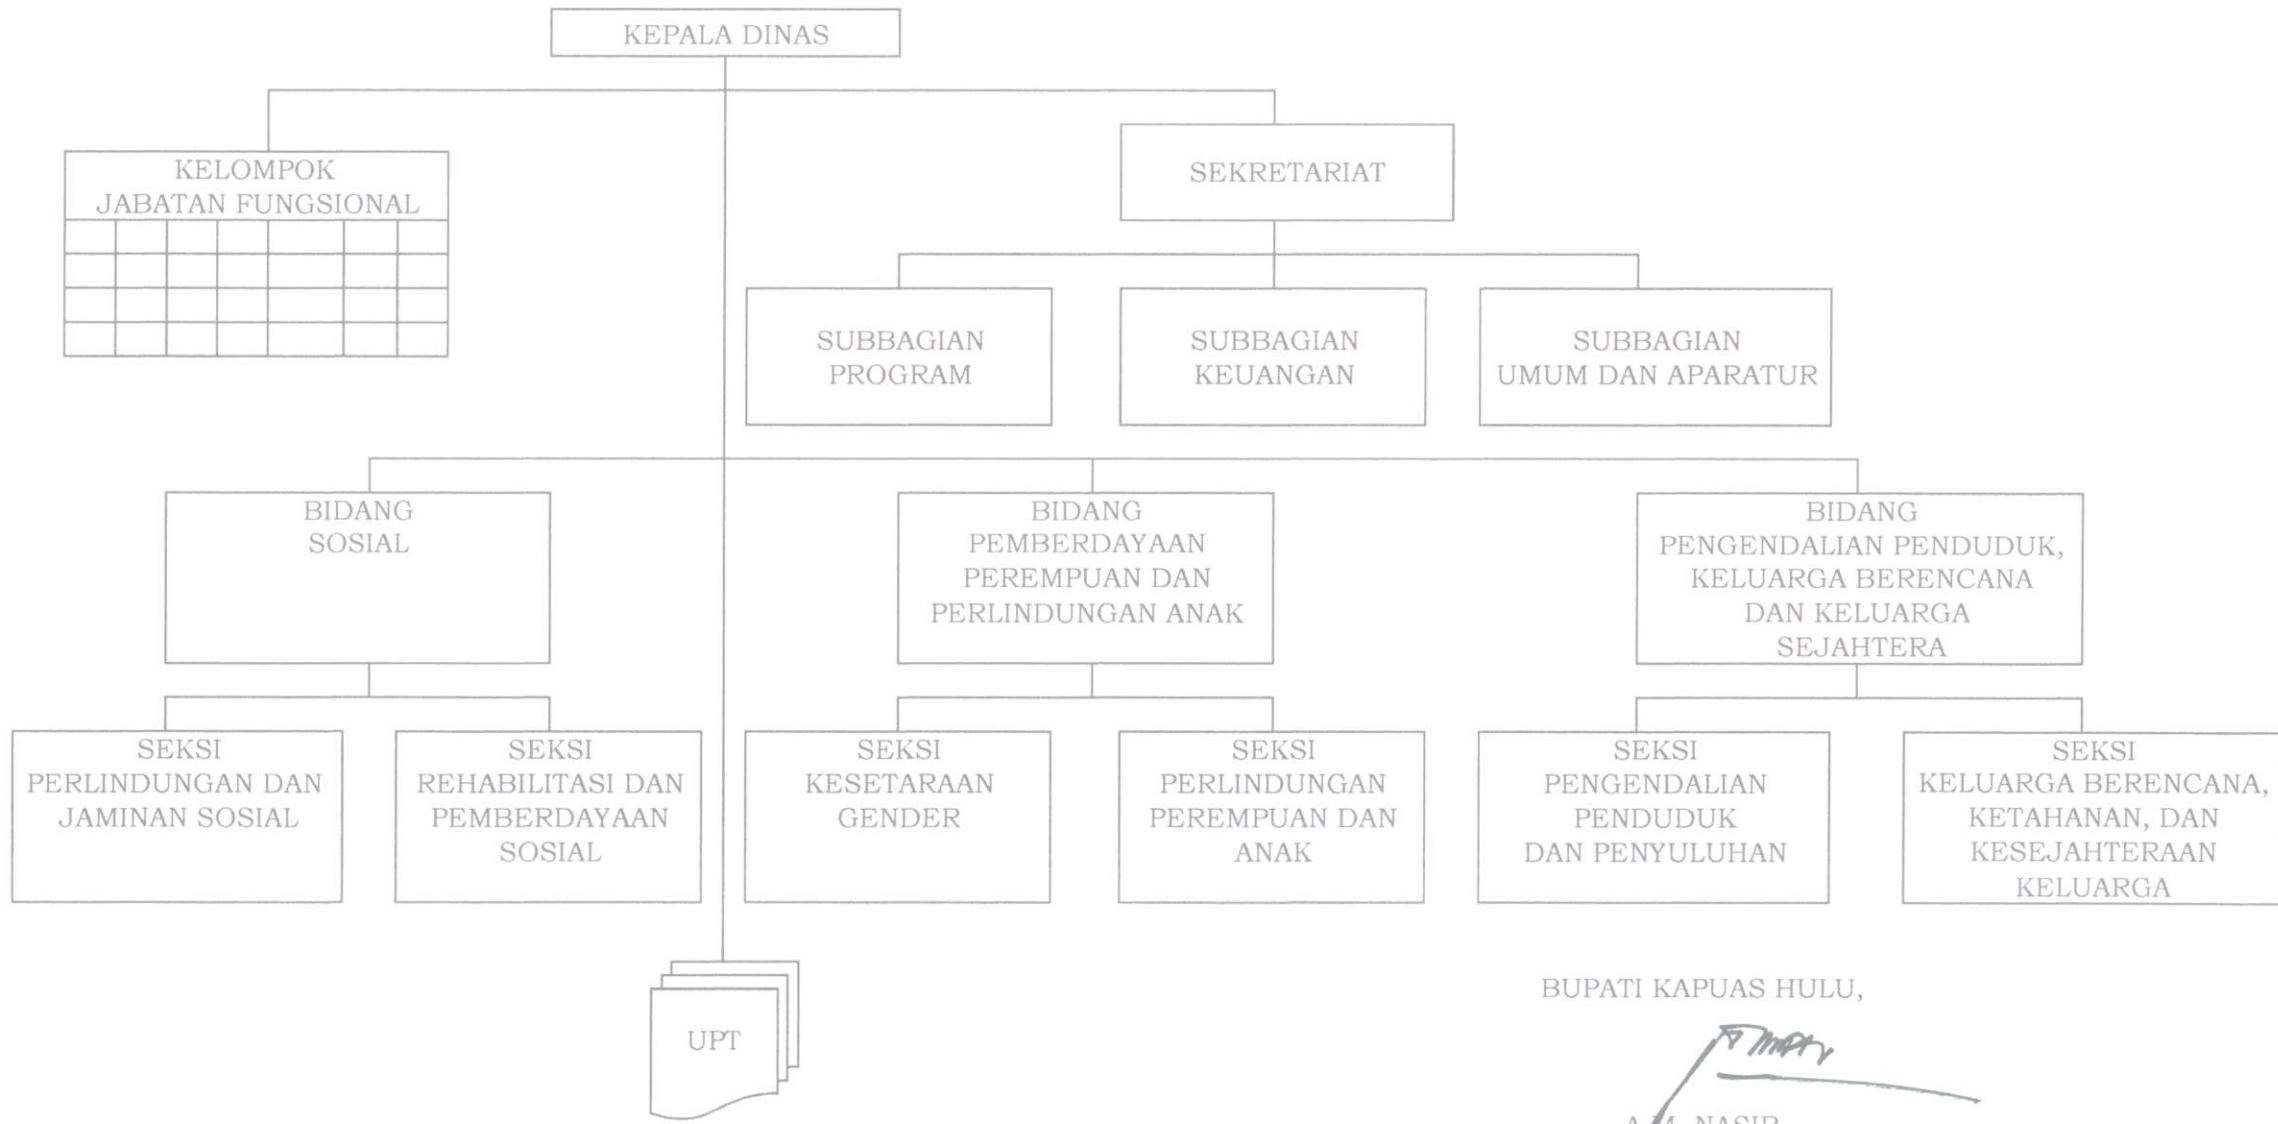 KEPALA DINAS
KELOMPOK
JABATAN FUNGSIONAL
SEKRETARIAT
SUBBAGIAN
PROGRAM
SUBBAGIAN
KEUANGAN
SUBBAGIAN
UMUM DAN APARATUR
BIDANG
SOSIAL
BIDANG
PEMBERDAYAAN
PEREMPUAN DAN
PERLINDUNGAN ANAK
BIDANG
PENGENDALIAN PENDUDUK,
KELUARGA BERENCANA
DAN KELUARGA
SEJAHTERA
SEKSI
PERLINDUNGAN DAN
JAMINAN SOSIAL
SEKSI
REHABILITASI DAN
PEMBERDAYAAN
SOSIAL
SEKSI
KESETARAAN
GENDER
SEKSI
PERLINDUNGAN
PEREMPUAN DAN
ANAK
SEKSI
PENGENDALIAN
PENDUDUK
DAN PENYULUHAN
SEKSI
KELUARGA BERENCANA,
KETAHANAN, DAN
KESEJAHTERAAN
KELUARGA
UPT
BUPATI KAPUAS HULU,
A.M. NASIR